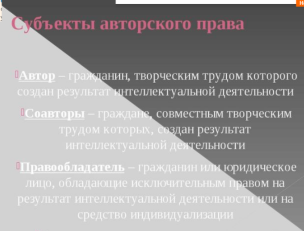 Субъекты авторского права
Автор – гражданин, творческим трудом которого
создан результат интеллектуальной деятельности
Соавторы – граждане, совместным творческим
трудом которых, создан результат
интеллектуальной деятельности
Правообладатель – гражданин или юридическое
лицо, обладающие исключительным правом на
результат интеллектуальной деятельности или на
средство индивидуализации